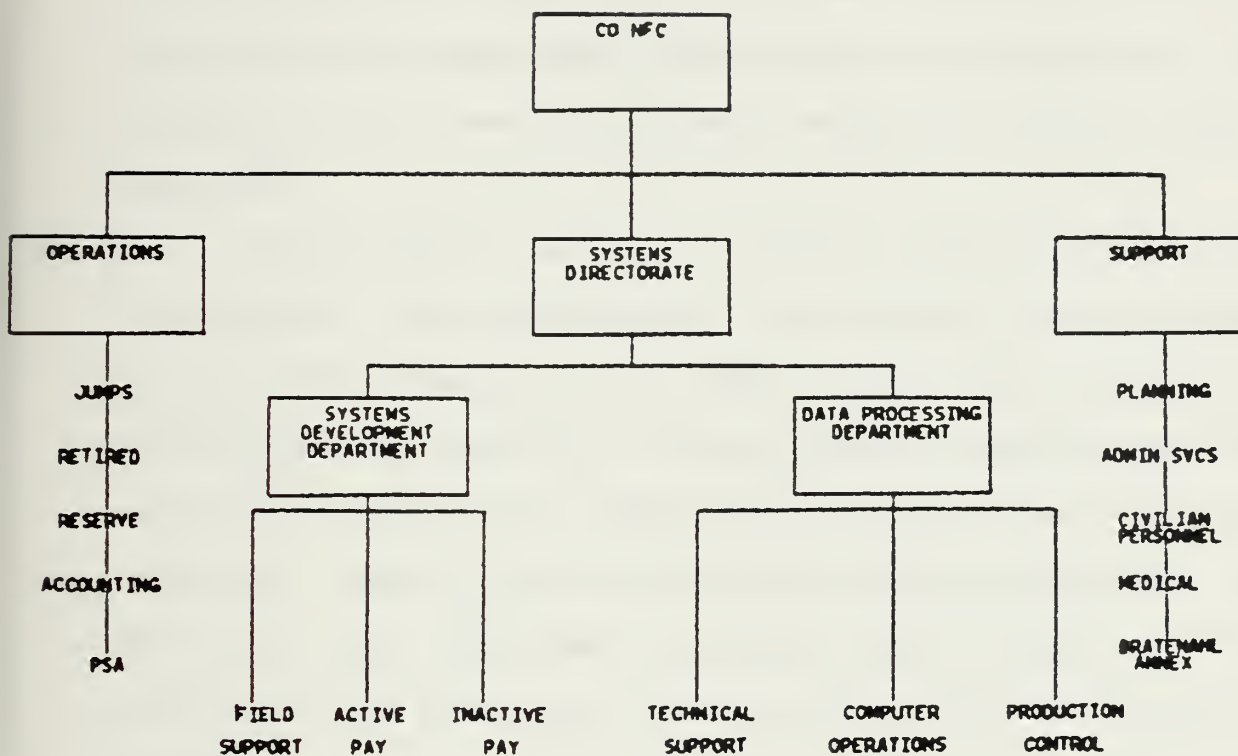 CO NFC
OPERATIONS
SYSTEMS
DIRECTORATE
SUPPORT
JUMPS
RETIRED
RESERVE
ACCOUNTING
PSA
SYSTEMS
DEVELOPMENT
DEPARTMENT
DATA PROCESSING
DEPARTMENT
PLANNING
ADMIN SVCS
CIVILIAN
PERSONNEL
MEDICAL
BRATENAHL
ANNEX
FIELD
SUPPORT
ACTIVE
PAY
INACTIVE
PAY
TECHNICAL
SUPPORT
COMPUTER
OPERATIONS
PRODUCTION
CONTROL